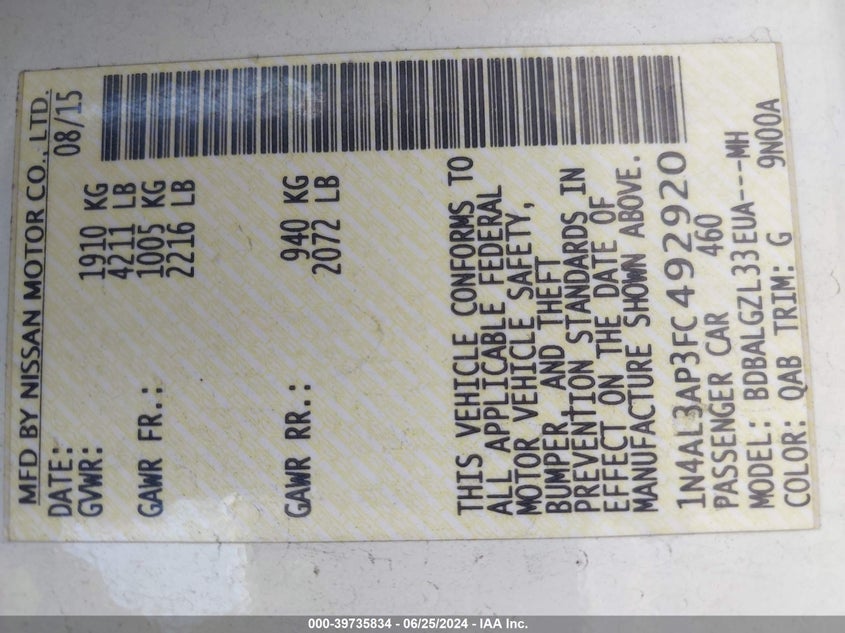 MFD BY NISSAN MOTOR CO., LTD.
DATE: 08/15
GVWR: 1910 KG
4211 LB
GAWR FR.: 1005 KG
2216 LB
GAWR RR.: 940 KG
2072 LB
THIS VEHICLE CONFORMS TO
ALL APPLICABLE FEDERAL
MOTOR VEHICLE SAFETY,
BUMPER, AND THEFT
PREVENTION STANDARDS IN
EFFECT ON THE DATE OF
MANUFACTURE SHOWN ABOVE.
1N4AL3AP3FC492920
PASSENGER CAR 460
MODEL: BDBALGZL33EUA---MH
COLOR: QAB TRIM: G 9N00A
000-39735834 - 06/25/2024 - IAA Inc.